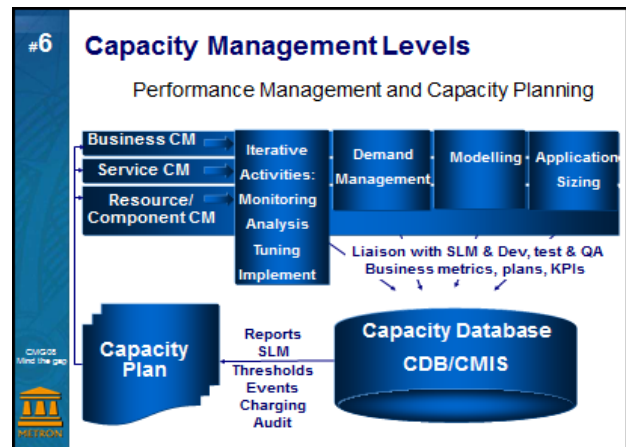 #6
Capacity Management Levels
Performance Management and Capacity Planning
Business CM
Service CM
Resource/
Component CM
Iterative
Activities:
Monitoring
Analysis
Tuning
Implement
Demand
Management
Modelling
Application
Sizing
Liaison with SLM & Dev, test & QA
Business metrics, plans, KPIs
Capacity
Plan
Reports
SLM
Thresholds
Events
Charging
Audit
Capacity Database
CDB/CMIS
CMG'08
Mind the gap
METRON